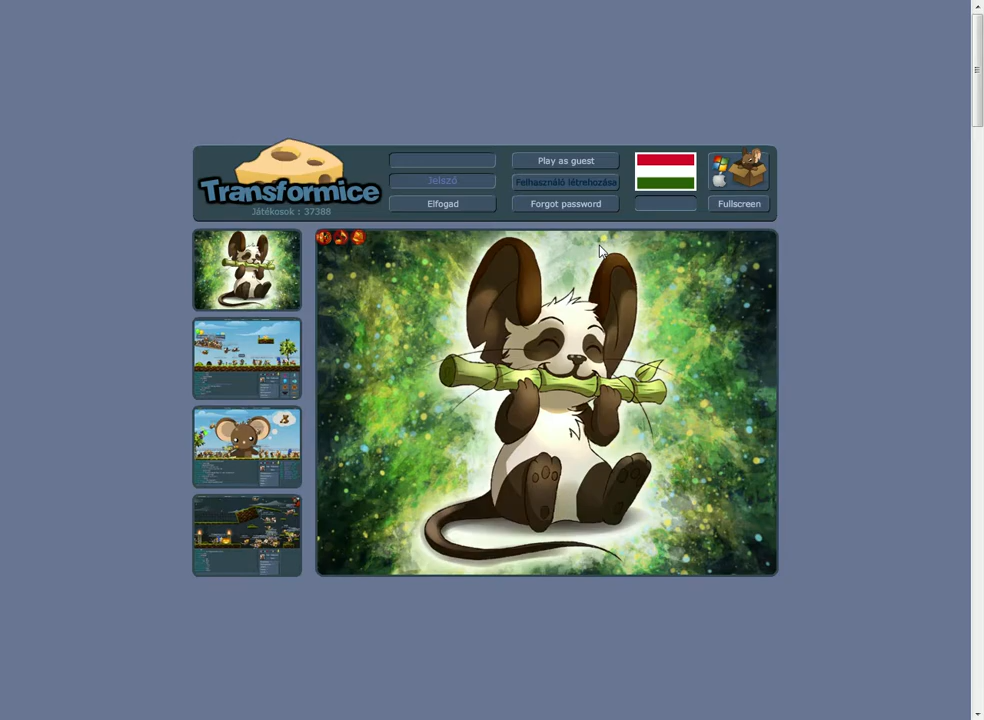 Transformice
Játékosok : 37388
Jelszó
Elfogad
Play as guest
Felhasználó létrehozása
Forgot password
Fullscreen